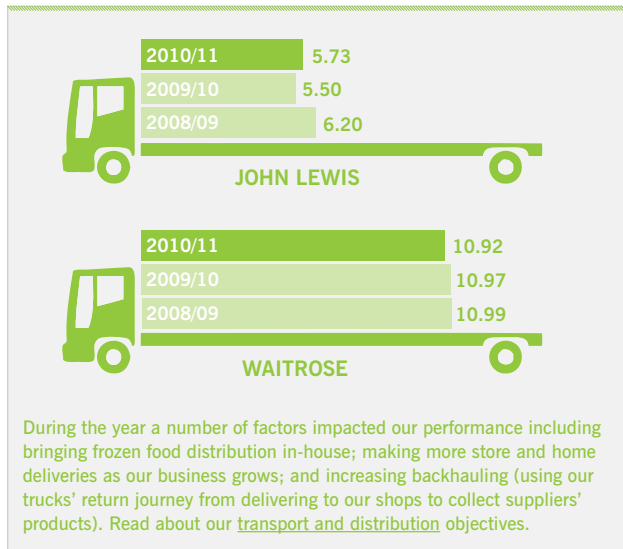 2010/11 5.73
2009/10 5.50
2008/09 6.20
JOHN LEWIS
2010/11 10.92
2009/10 10.97
2008/09 10.99
WAITROSE
During the year a number of factors impacted our performance including
bringing frozen food distribution in-house; making more store and home
deliveries as our business grows; and increasing backhauling (using our
trucks’ return journey from delivering to our shops to collect suppliers’
products). Read about our transport and distribution objectives.